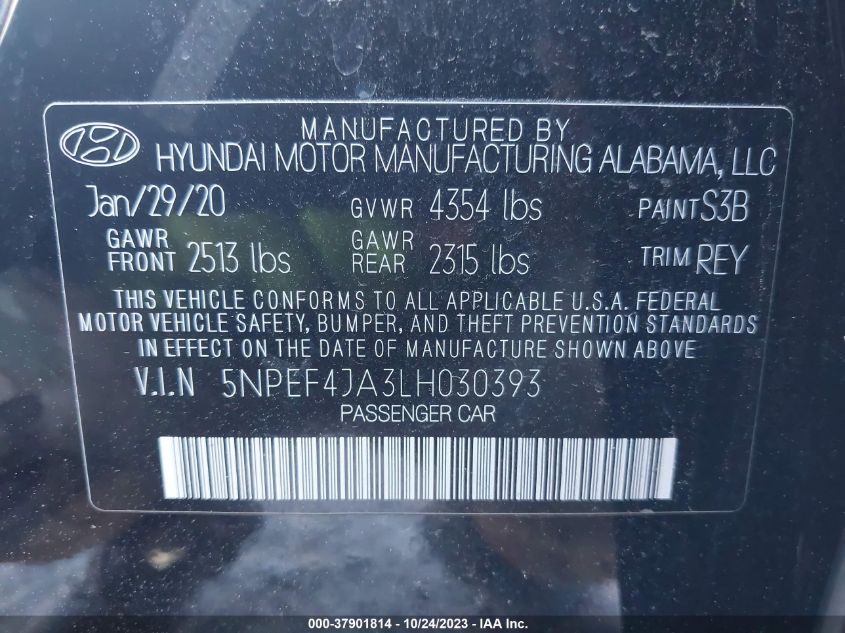 MANUFACTURED BY
HYUNDAI MOTOR MANUFACTURING ALABAMA, LLC
Jan/29/20 GVWR 4354 lbs PAINT S3B
GAWR FRONT 2513 lbs GAWR REAR 2315 lbs TRIM REY
THIS VEHICLE CONFORMS TO ALL APPLICABLE U.S.A. FEDERAL
MOTOR VEHICLE SAFETY, BUMPER, AND THEFT PREVENTION STANDARDS
IN EFFECT ON THE DATE OF MANUFACTURE SHOWN ABOVE
V.I.N 5NPEF4JA3LH030393
PASSENGER CAR
000-37901814 - 10/24/2023 - IAAI.com